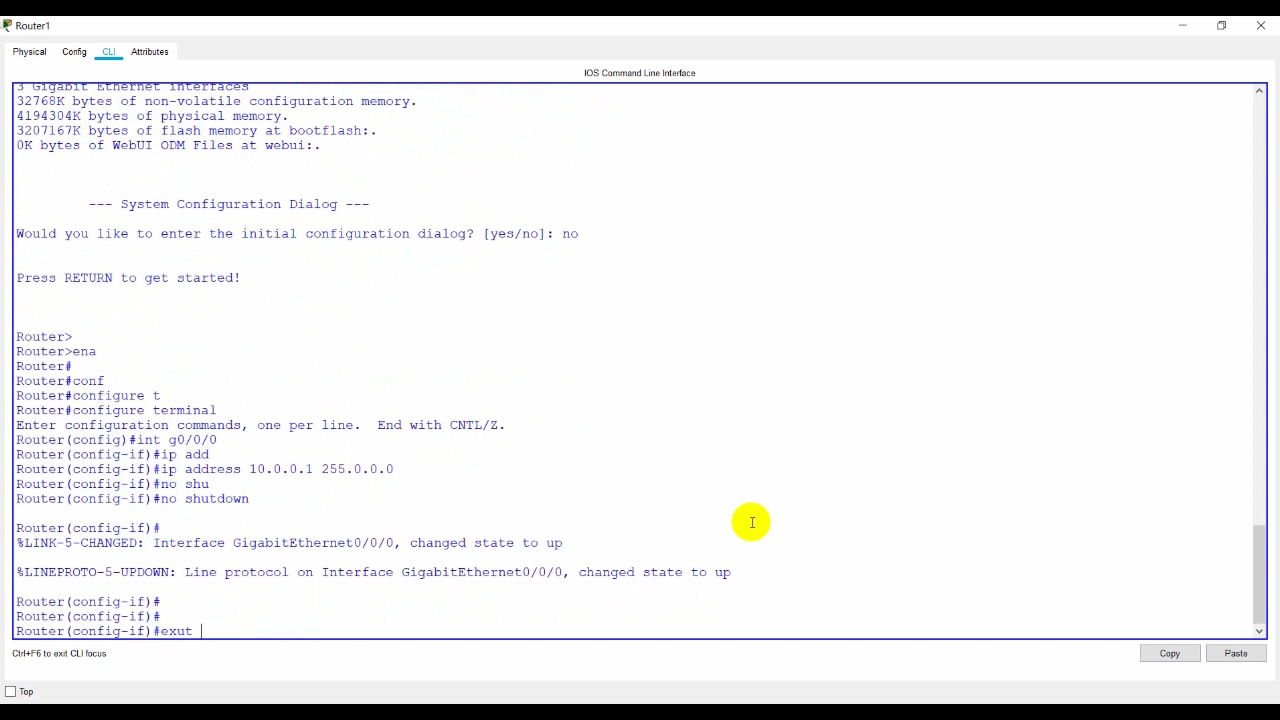 Router1
Physical Config CLI Attributes
IOS Command Line Interface
3 Gigabit Ethernet interfaces
32768K bytes of non-volatile configuration memory.
4194304K bytes of physical memory.
3207167K bytes of flash memory at bootflash:.
0K bytes of WebUI ODM Files at webui:.
--- System Configuration Dialog ---
Would you like to enter the initial configuration dialog? [yes/no]: no
Press RETURN to get started!
Router>
Router>ena
Router#
Router#conf
Router#configure t
Router#configure terminal
Enter configuration commands, one per line.  End with CNTL/Z.
Router(config)#int g0/0/0
Router(config-if)#ip add
Router(config-if)#ip address 10.0.0.1 255.0.0.0
Router(config-if)#no shu
Router(config-if)#no shutdown
Router(config-if)#
%LINK-5-CHANGED: Interface GigabitEthernet0/0/0, changed state to up
%LINEPROTO-5-UPDOWN: Line protocol on Interface GigabitEthernet0/0/0, changed state to up
Router(config-if)#
Router(config-if)#
Router(config-if)#exut
Ctrl+F6 to exit CLI focus
Copy Paste
Top